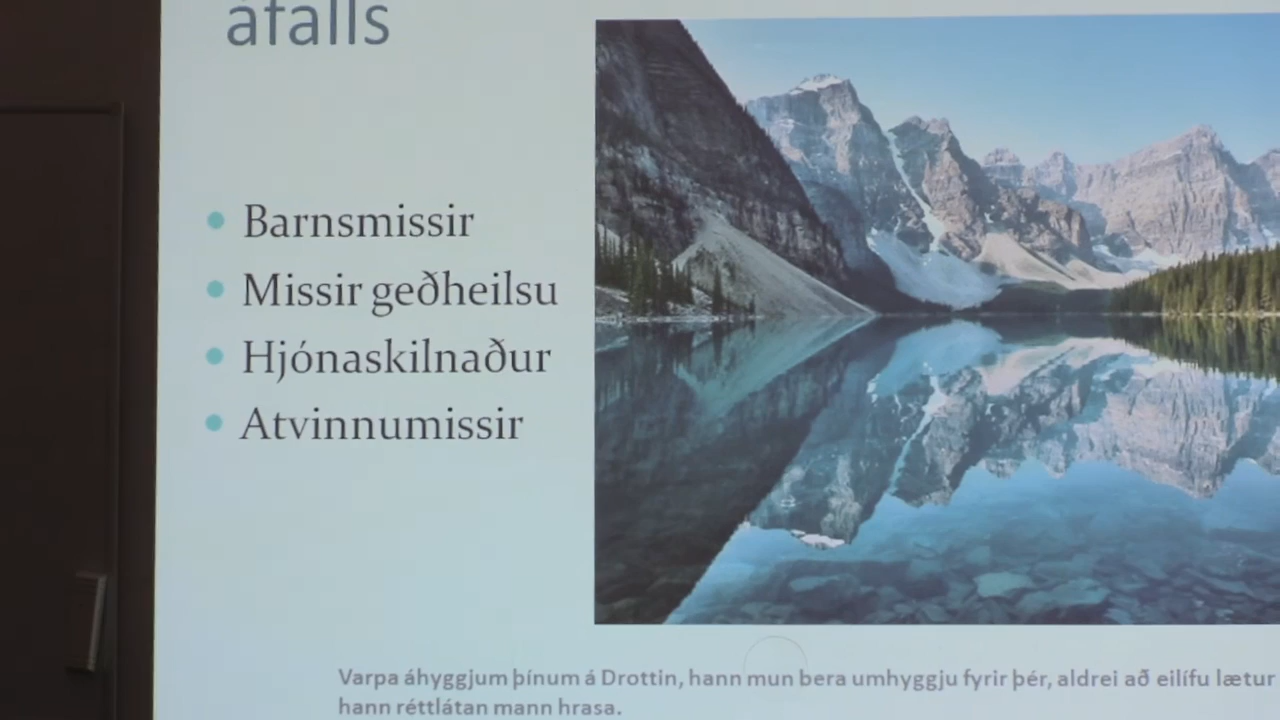 áfalls
Barnsmissir
Missir geðheilsu
Hjónaskilnaður
Atvinnumissir
Varpa áhyggjum þínum á Drottin, hann mun bera umhyggju fyrir þér, aldrei að eilífu lætur
hann réttlátan mann hrasa.